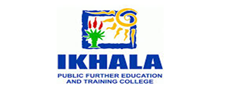 IKHALA
PUBLIC FURTHER EDUCATION
AND TRAINING COLLEGE